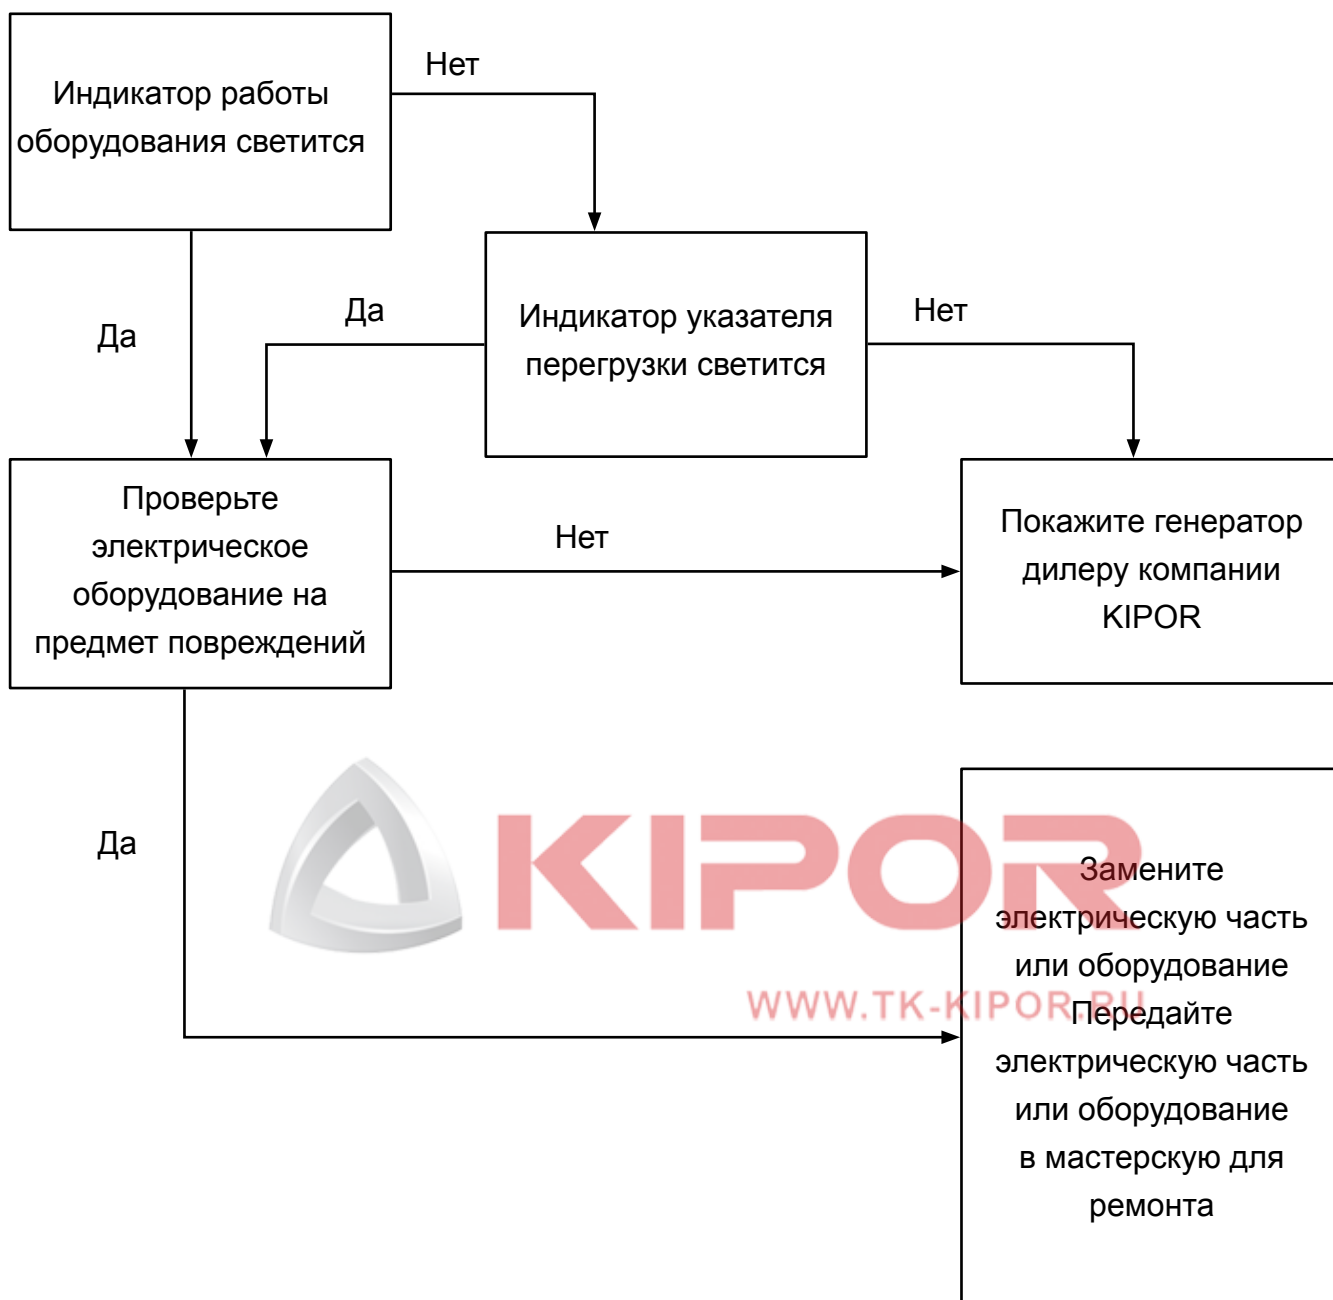 Индикатор работы
оборудования светится
Нет
Да
Индикатор указателя
перегрузки светится
Да
Нет
Проверьте
электрическое
оборудование на
предмет повреждений
Нет
Покажите генератор
дилеру компании
KIPOR
Да
KIPOR
WWW.TK-KIPOR.RU
Замените
электрическую часть
или оборудование
Передайте
электрическую часть
или оборудование
в мастерскую для
ремонта